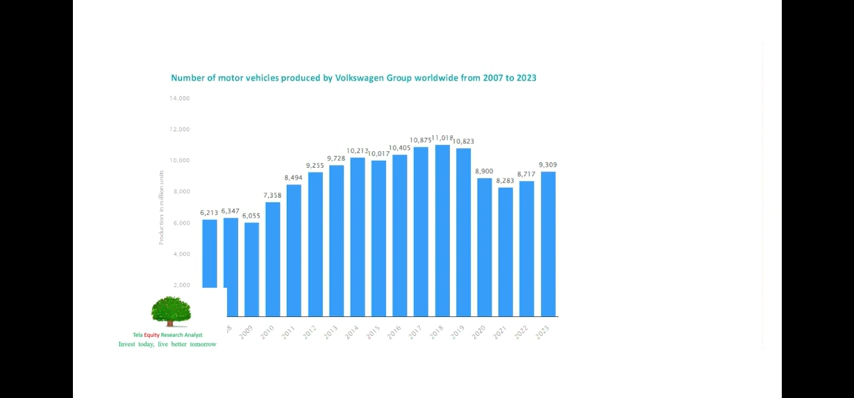 Number of motor vehicles produced by Volkswagen Group worldwide from 2007 to 2023
14,000
12,000
10,000
8,000
6,000
4,000
2,000
Production in million units
6,213 6,347 6,055 7,358 8,494 9,255 9,728 10,213 10,017 10,405 10,875 11,018 10,823 8,900 8,283 8,717 9,309
2009 2010 2011 2012 2013 2014 2015 2016 2017 2018 2019 2020 2021 2022 2023
Tela Equity Research Analyst
Invest today, live better tomorrow